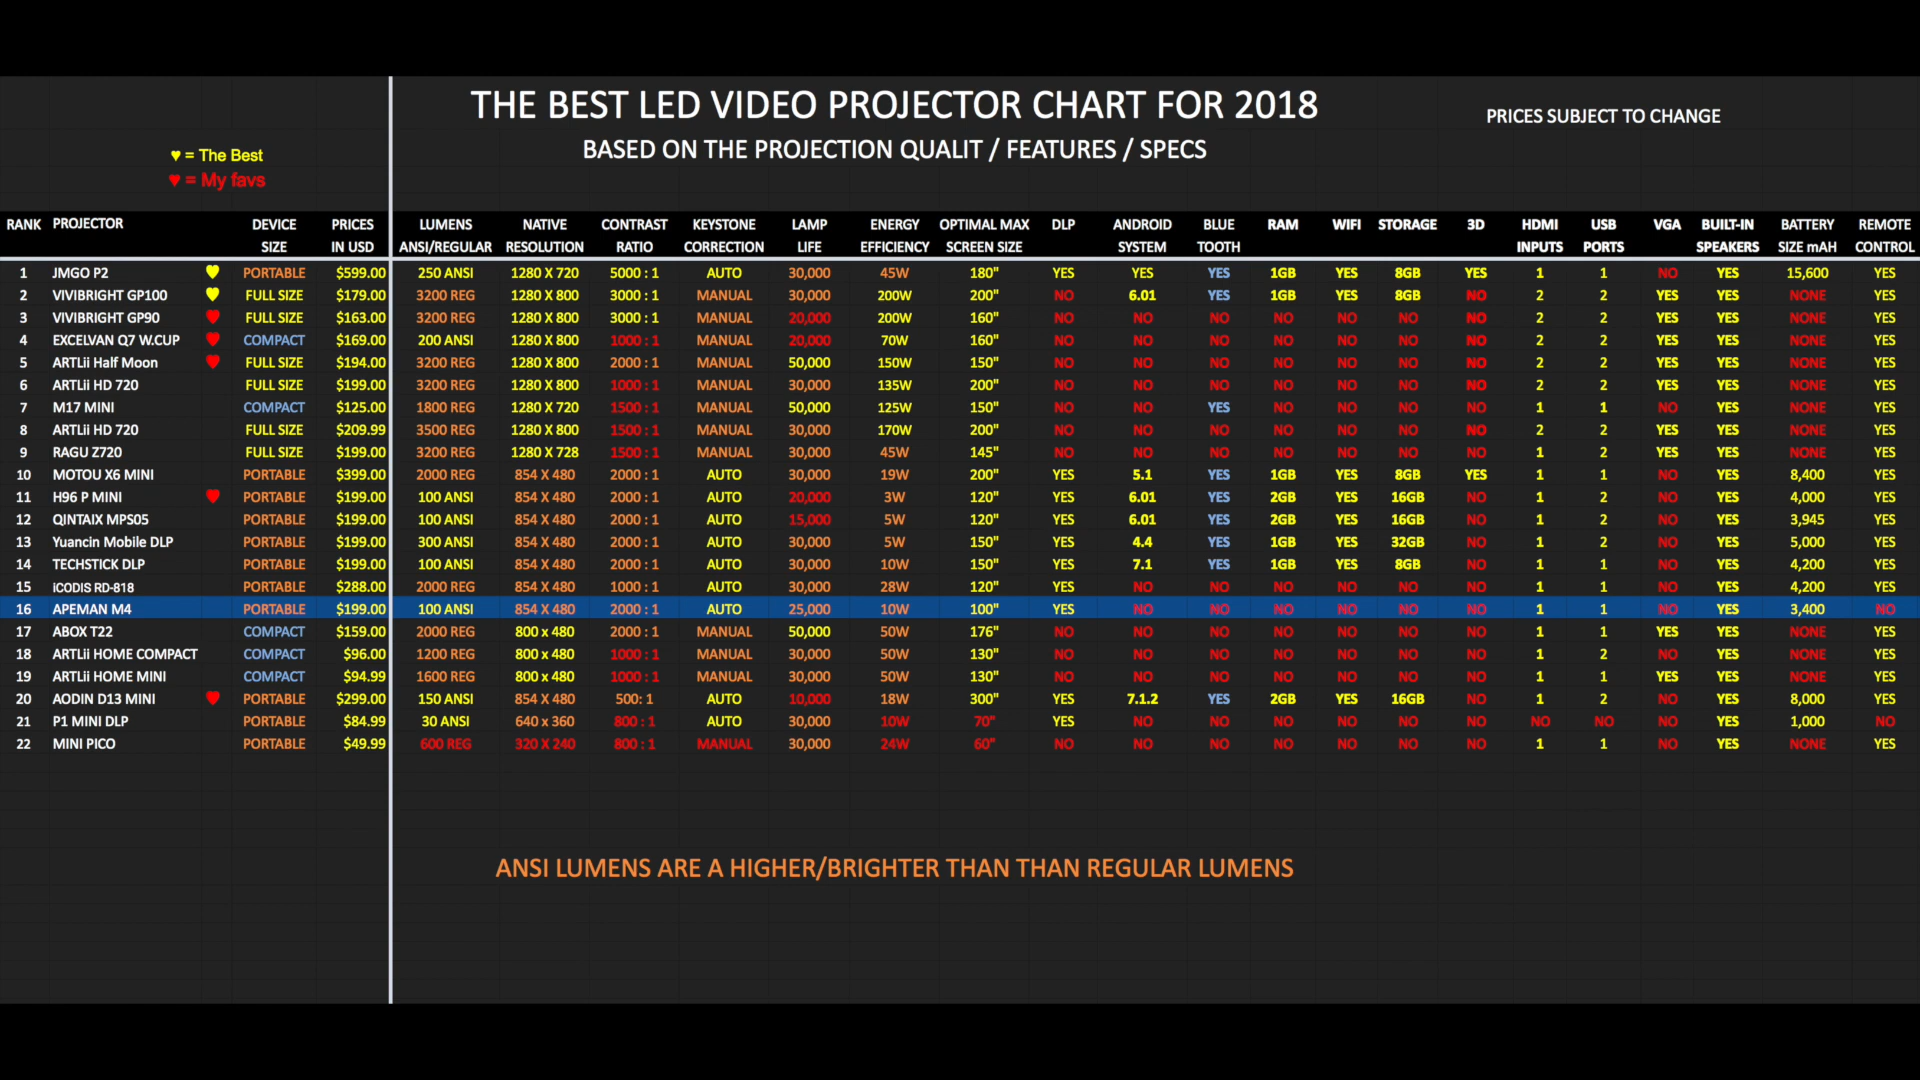 THE BEST LED VIDEO PROJECTOR CHART FOR 2018
PRICES SUBJECT TO CHANGE
BASED ON THE PROJECTION QUALIT / FEATURES / SPECS
♥ = The Best
♥ = My favs
RANK PROJECTOR DEVICE SIZE PRICES IN USD LUMENS ANSI/REGULAR NATIVE RESOLUTION CONTRAST RATIO KEYSTONE CORRECTION LAMP LIFE ENERGY EFFICIENCY OPTIMAL MAX SCREEN SIZE DLP ANDROID SYSTEM BLUE TOOTH RAM WIFI STORAGE 3D HDMI INPUTS USB PORTS VGA BUILT-IN SPEAKERS BATTERY SIZE mAH REMOTE CONTROL
1 JMGO P2 ♥ PORTABLE $599.00 250 ANSI 1280 X 720 5000 : 1 AUTO 30,000 45W 180" YES YES YES 1GB YES 8GB YES 1 1 NO YES 15,600 YES
2 VIVIBRIGHT GP100 ♥ FULL SIZE $179.00 3200 REG 1280 X 800 3000 : 1 MANUAL 30,000 200W 200" NO 6.01 YES 1GB YES 8GB NO 2 2 YES YES NONE YES
3 VIVIBRIGHT GP90 ♥ FULL SIZE $163.00 3200 REG 1280 X 800 3000 : 1 MANUAL 20,000 200W 160" NO NO NO NO NO NO NO 2 2 YES YES NONE YES
4 EXCELVAN Q7 W.CUP ♥ COMPACT $169.00 200 ANSI 1280 X 800 1000 : 1 MANUAL 20,000 70W 160" NO NO NO NO NO NO NO 2 2 YES YES NONE YES
5 ARTLii Half Moon ♥ FULL SIZE $194.00 3200 REG 1280 X 800 2000 : 1 MANUAL 50,000 150W 150" NO NO NO NO NO NO NO 2 2 YES YES NONE YES
6 ARTLii HD 720 FULL SIZE $199.00 3200 REG 1280 X 800 1000 : 1 MANUAL 30,000 135W 200" NO NO NO NO NO NO NO 2 2 YES YES NONE YES
7 M17 MINI COMPACT $125.00 1800 REG 1280 X 720 1500 : 1 MANUAL 50,000 125W 150" NO NO YES NO NO NO NO 1 1 NO YES NONE YES
8 ARTLii HD 720 FULL SIZE $209.99 3500 REG 1280 X 800 1500 : 1 MANUAL 30,000 170W 200" NO NO NO NO NO NO NO 2 2 YES YES NONE YES
9 RAGU Z720 FULL SIZE $199.00 3200 REG 1280 X 728 1500 : 1 MANUAL 30,000 45W 145" NO NO NO NO NO NO NO 1 2 YES YES NONE YES
10 MOTOU X6 MINI PORTABLE $399.00 2000 REG 854 X 480 2000 : 1 AUTO 30,000 19W 200" YES 5.1 YES 1GB YES 8GB YES 1 1 NO YES 8,400 YES
11 H96 P MINI ♥ PORTABLE $199.00 100 ANSI 854 X 480 2000 : 1 AUTO 20,000 3W 120" YES 6.01 YES 2GB YES 16GB NO 1 2 NO YES 4,000 YES
12 QINTAIX MPS05 PORTABLE $199.00 100 ANSI 854 X 480 2000 : 1 AUTO 15,000 5W 120" YES 6.01 YES 2GB YES 16GB NO 1 2 NO YES 3,945 YES
13 Yuancin Mobile DLP PORTABLE $199.00 300 ANSI 854 X 480 2000 : 1 AUTO 30,000 5W 150" YES 4.4 YES 1GB YES 32GB NO 1 2 NO YES 5,000 YES
14 TECHSTICK DLP PORTABLE $199.00 100 ANSI 854 X 480 2000 : 1 AUTO 30,000 10W 150" YES 7.1 YES 1GB YES 8GB NO 1 1 NO YES 4,200 YES
15 iCODIS RD-818 PORTABLE $288.00 2000 REG 854 X 480 1000 : 1 AUTO 30,000 28W 120" YES NO NO NO NO NO NO 1 1 NO YES 4,200 YES
16 APEMAN M4 PORTABLE $199.00 100 ANSI 854 X 480 2000 : 1 AUTO 25,000 10W 100" YES NO NO NO NO NO NO 1 1 NO YES 3,400 NO
17 ABOX T22 COMPACT $159.00 2000 REG 800 x 480 2000 : 1 MANUAL 50,000 50W 176" NO NO NO NO NO NO NO 1 1 YES YES NONE YES
18 ARTLii HOME COMPACT COMPACT $96.00 1200 REG 800 x 480 1000 : 1 MANUAL 30,000 50W 130" NO NO NO NO NO NO NO 1 2 NO YES NONE YES
19 ARTLii HOME MINI COMPACT $94.99 1600 REG 800 x 480 1000 : 1 MANUAL 30,000 50W 130" NO NO NO NO NO NO NO 1 1 YES YES NONE YES
20 AODIN D13 MINI ♥ PORTABLE $299.00 150 ANSI 854 X 480 500: 1 AUTO 10,000 18W 300" YES 7.1.2 YES 2GB YES 16GB NO 1 2 NO YES 8,000 YES
21 P1 MINI DLP PORTABLE $84.99 30 ANSI 640 x 360 800 : 1 AUTO 30,000 10W 70" YES NO NO NO NO NO NO NO NO NO YES 1,000 NO
22 MINI PICO PORTABLE $49.99 600 REG 320 X 240 800 : 1 MANUAL 30,000 24W 60" NO NO NO NO NO NO NO 1 1 NO YES NONE YES
ANSI LUMENS ARE A HIGHER/BRIGHTER THAN THAN REGULAR LUMENS